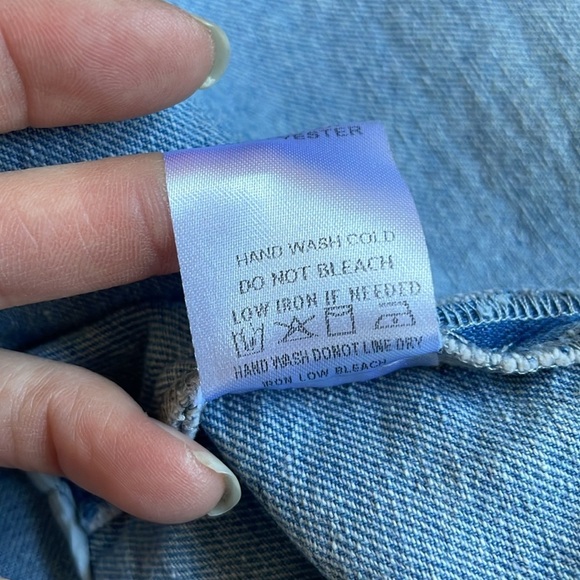 YESTER
HAND WASH COLD
DO NOT BLEACH
LOW IRON IF NEEDED
HAND WASH DONOT LINE DRY
IRON LOW BLEACH